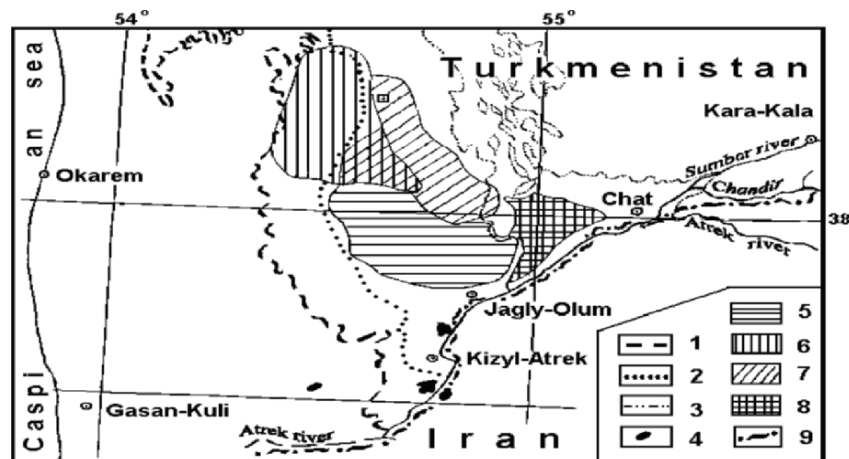 54°
55°
Turkmenistan
Kara-Kala
Sumbar river
Okarem
Chat
Chandir
38
Atrek river
Jagly-Olum
Kizyl-Atrek
Gasan-Kuli
Atrek river
Iran
Caspi
an sea
1
2
3
4
5
6
7
8
9